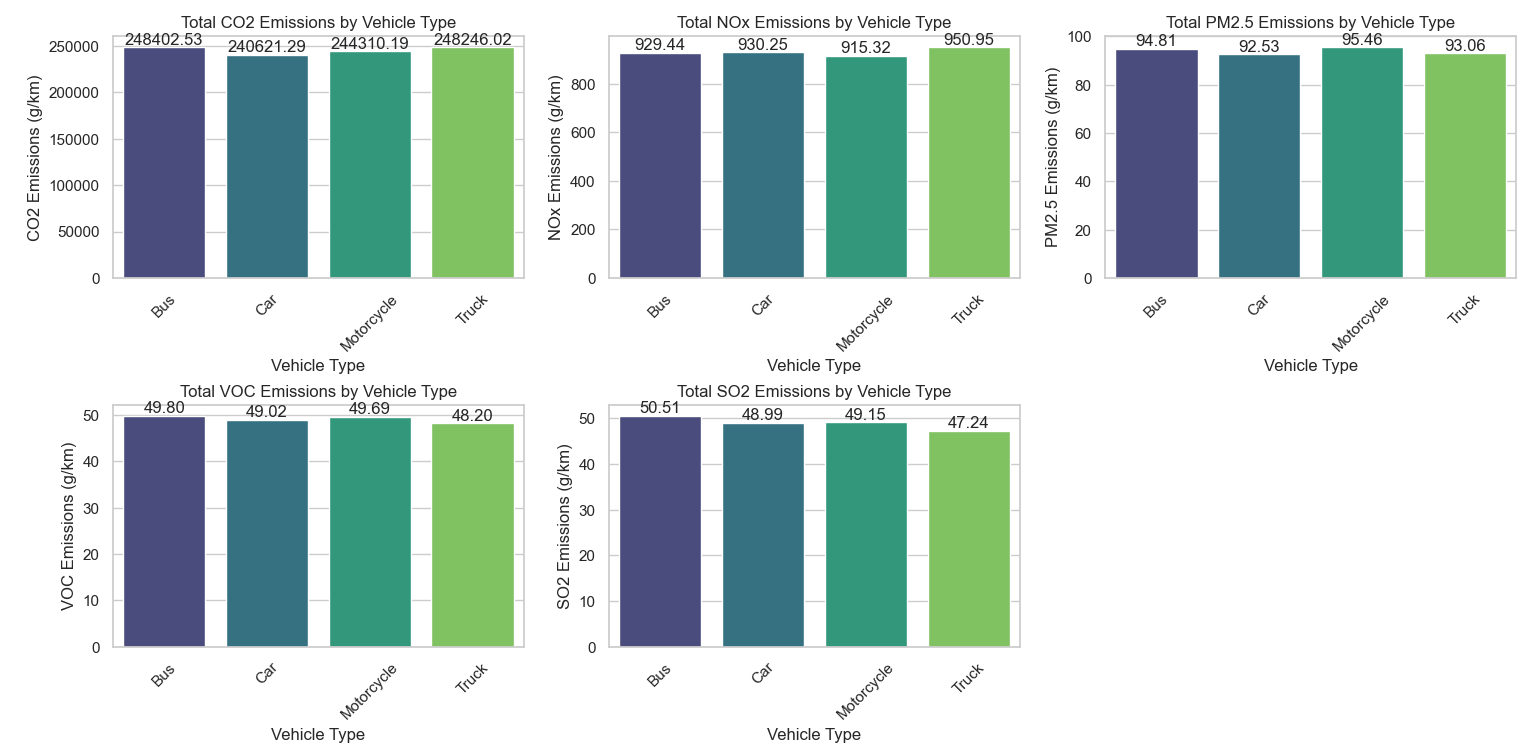 Total CO2 Emissions by Vehicle Type
CO2 Emissions (g/km)
250000
200000
150000
100000
50000
0
248402.53
240621.29
244310.19
248246.02
Bus
Car
Motorcycle
Truck
Vehicle Type
Total NOx Emissions by Vehicle Type
NOx Emissions (g/km)
800
600
400
200
0
929.44
930.25
915.32
950.95
Bus
Car
Motorcycle
Truck
Vehicle Type
Total PM2.5 Emissions by Vehicle Type
PM2.5 Emissions (g/km)
100
80
60
40
20
0
94.81
92.53
95.46
93.06
Bus
Car
Motorcycle
Truck
Vehicle Type
Total VOC Emissions by Vehicle Type
VOC Emissions (g/km)
50
40
30
20
10
0
49.80
49.02
49.69
48.20
Bus
Car
Motorcycle
Truck
Vehicle Type
Total SO2 Emissions by Vehicle Type
SO2 Emissions (g/km)
50
40
30
20
10
0
50.51
48.99
49.15
47.24
Bus
Car
Motorcycle
Truck
Vehicle Type